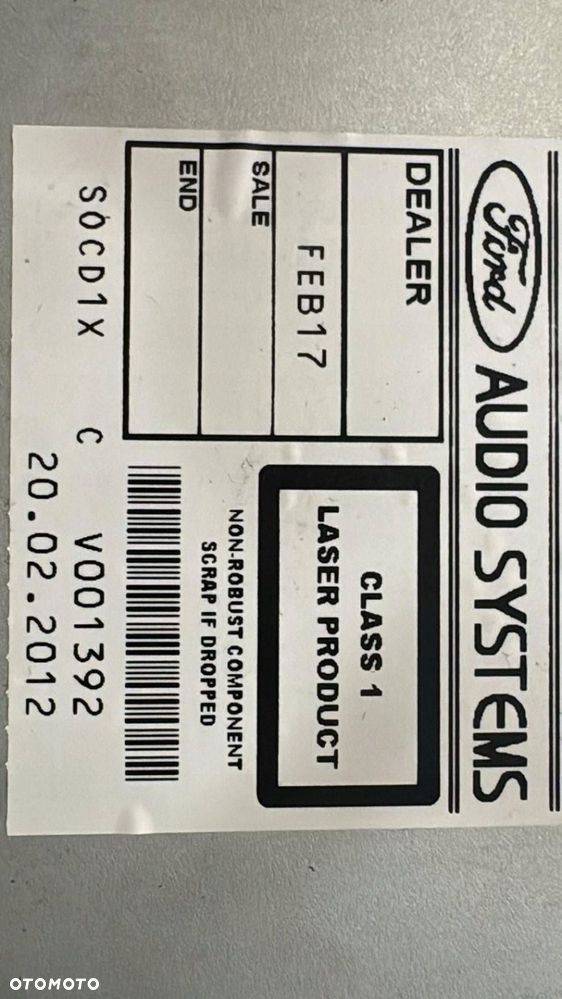 Ford AUDIO SYSTEMS
DEALER
FEB17
SALE
END
CLASS 1
LASER PRODUCT
NON-ROBUST COMPONENT
SCRAP IF DROPPED
S0CD1X C V001392
20.02.2012
OTOMOTO